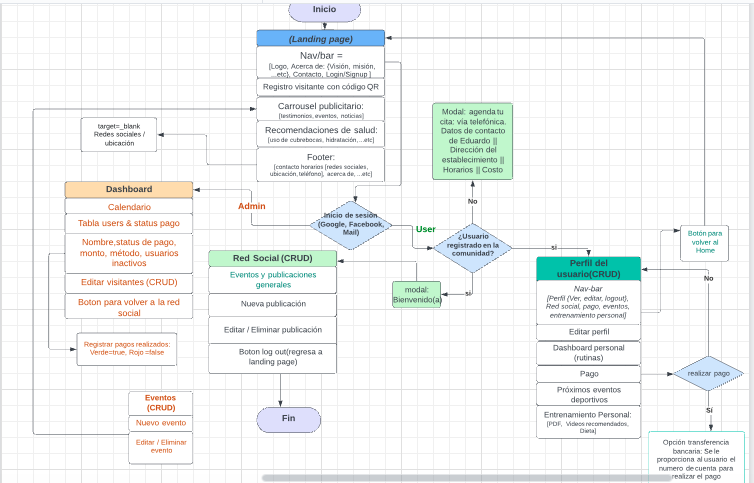 Inicio
(Landing page)
Nav/bar =
[Logo, Acerca de: {Visión, misión,
...etc}, Contacto, Login/Signup ]
Registro visitante con código QR
Carrousel publicitario:
[testimonios, eventos, noticias]
Recomendaciones de salud:
[uso de cubrebocas, hidratación,...etc]
Footer:
[contacto horarios [redes sociales,
ubicación,teléfono], acerca de,...etc]
target=_blank
Redes sociales /
ubicación
Modal: agenda tu
cita: vía telefónica,
Datos de contacto
de Eduardo ||
Dirección del
establecimiento ||
Horarios || Costo
Dashboard
Calendario
Tabla users & status pago
Nombre,status de pago,
monto, método, usuarios
inactivos
Editar visitantes (CRUD)
Boton para volver a la red
social
Admin
Inicio de sesión
(Google, Facebook,
Mail)
User
No
¿Usuario
registrado en la
comunidad?
si
si
Botón para
volver al
Home
Red Social (CRUD)
Eventos y publicaciones
generales
Nueva publicación
Editar / Eliminar publicación
Boton log out(regresa a
landing page)
modal:
Bienvenido(a)
Perfil del
usuario(CRUD)
Nav-bar
[Perfil {Ver, editar, logout},
Red social, pago, eventos,
entrenamiento personal]
Editar perfil
Dashboard personal
(rutinas)
Pago
Próximos eventos
deportivos
Entrenamiento Personal:
[PDF, Videos recomendados,
Dieta]
No
realizar pago
Sí
Opción transferencia
bancaria: Se le
proporciona al usuario el
numero de cuenta para
realizar el pago
Registrar pagos realizados:
Verde=true, Rojo =false
Eventos
(CRUD)
Nuevo evento
Editar / Eliminar
evento
Fin